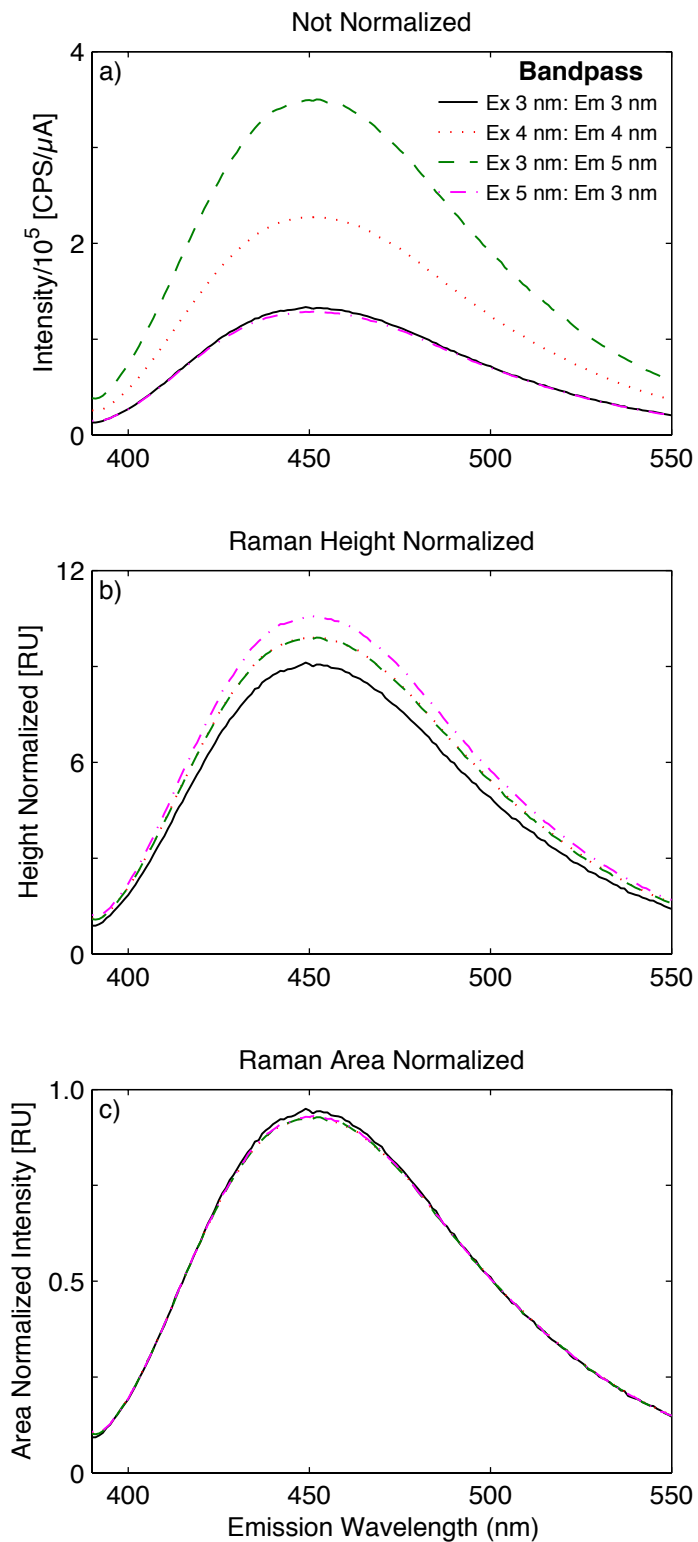 Not Normalized
a)
Bandpass
Ex 3 nm: Em 3 nm
Ex 4 nm: Em 4 nm
Ex 3 nm: Em 5 nm
Ex 5 nm: Em 3 nm
Intensity/10⁵ [CPS/µA]
4
2
0
400 450 500 550
Raman Height Normalized
b)
Height Normalized [RU]
12
9
6
3
0
400 450 500 550
Raman Area Normalized
c)
Area Normalized Intensity [RU]
1.0
0.5
0
400 450 500 550
Emission Wavelength (nm)